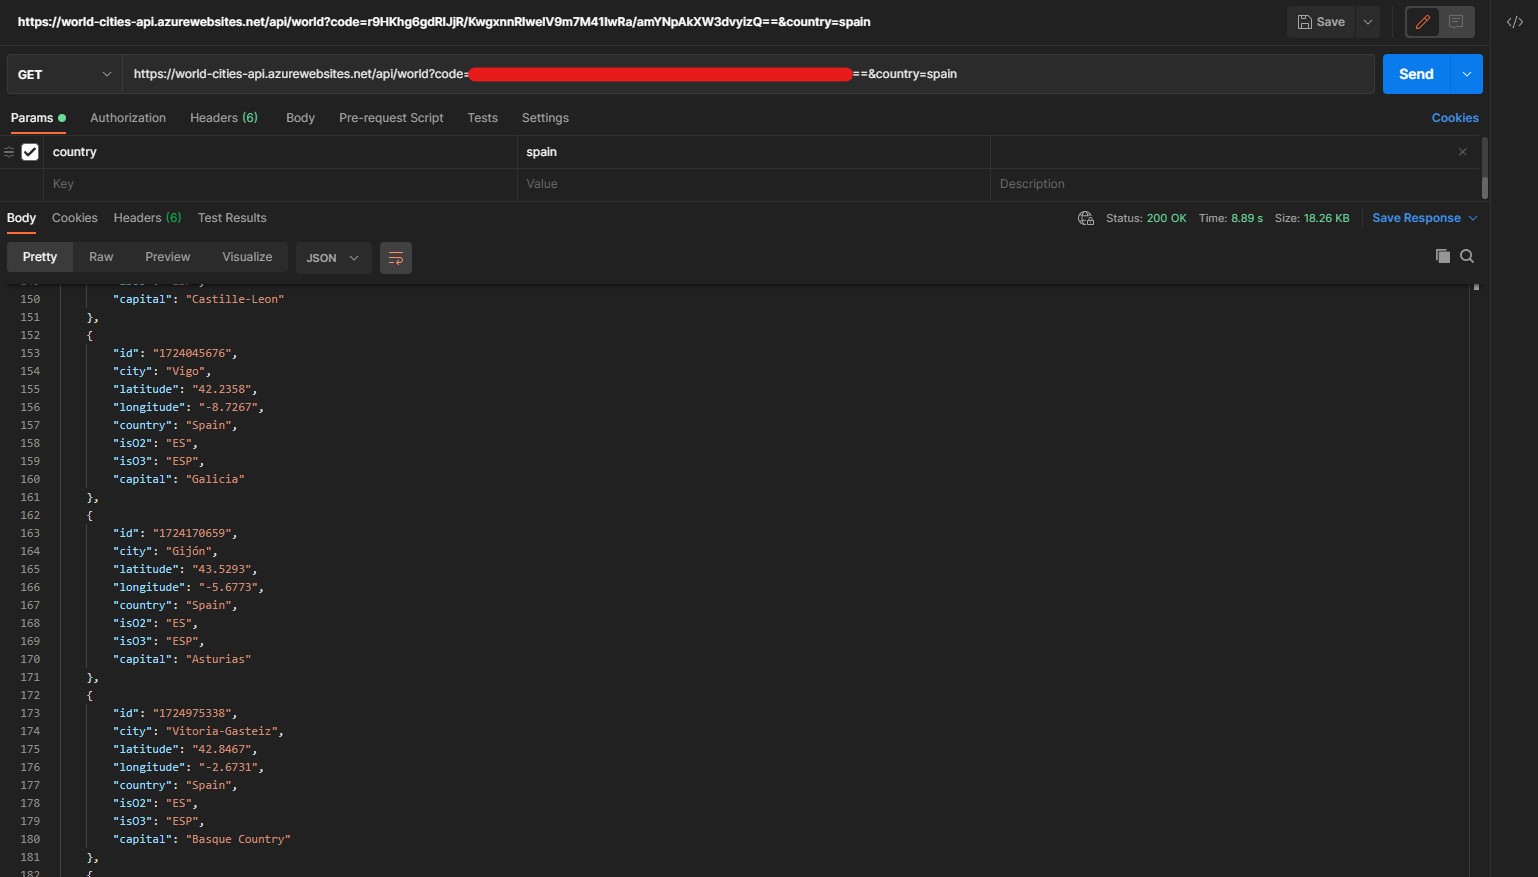 https://world-cities-api.azurewebsites.net/api/world?code= ==&country=spain
Save
GET
https://world-cities-api.azurewebsites.net/api/world?code= ==&country=spain
Send
Params Authorization Headers (6) Body Pre-request Script Tests Settings Cookies
country spain
Key Value Description
Body Cookies Headers (6) Test Results Status: 200 OK Time: 8.89 s Size: 18.26 KB Save Response
Pretty Raw Preview Visualize JSON
150 "capital": "Castille-Leon"
151 },
152 {
153 "id": "1724045676",
154 "city": "Vigo",
155 "latitude": "42.2358",
156 "longitude": "-8.7267",
157 "country": "Spain",
158 "isO2": "ES",
159 "isO3": "ESP",
160 "capital": "Galicia"
161 },
162 {
163 "id": "1724170659",
164 "city": "Gijón",
165 "latitude": "43.5293",
166 "longitude": "-5.6773",
167 "country": "Spain",
168 "isO2": "ES",
169 "isO3": "ESP",
170 "capital": "Asturias"
171 },
172 {
173 "id": "1724975338",
174 "city": "Vitoria-Gasteiz",
175 "latitude": "42.8467",
176 "longitude": "-2.6731",
177 "country": "Spain",
178 "isO2": "ES",
179 "isO3": "ESP",
180 "capital": "Basque Country"
181 },
182 {